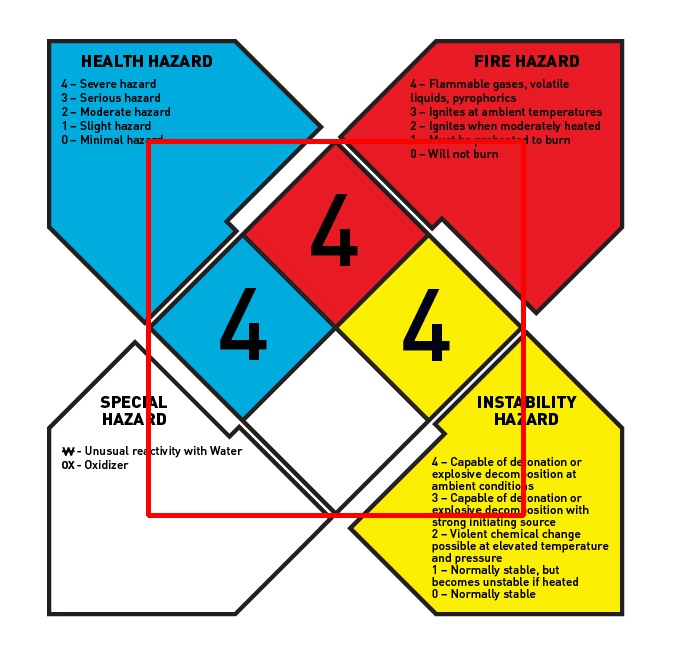 HEALTH HAZARD
4 – Severe hazard
3 – Serious hazard
2 – Moderate hazard
1 – Slight hazard
0 – Minimal hazard
FIRE HAZARD
4 – Flammable gases, volatile
liquids, pyrophorics
3 – Ignites at ambient temperatures
2 – Ignites when moderately heated
1 – Must be preheated to burn
0 – Will not burn
4
4
4
SPECIAL
HAZARD
W - Unusual reactivity with Water
OX - Oxidizer
INSTABILITY
HAZARD
4 – Capable of detonation or
explosive decomposition at
ambient conditions
3 – Capable of detonation or
explosive decomposition with
strong initiating source
2 – Violent chemical change
possible at elevated temperature
and pressure
1 – Normally stable, but
becomes unstable if heated
0 – Normally stable